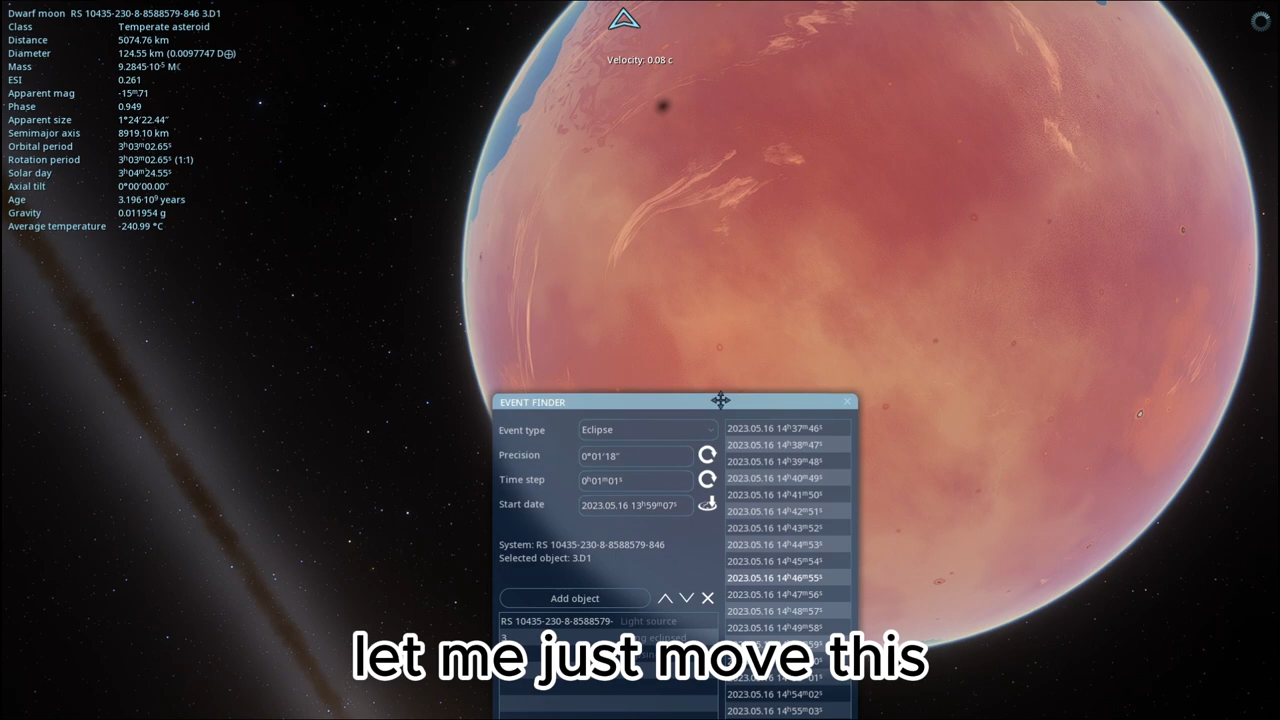 Dwarf moon RS 10435-230-8-8588579-846 3.D1
Class Temperate asteroid
Distance 5074.76 km
Diameter 124.55 km (0.0097747 D⊕)
Mass 9.2845·10⁻⁵ M☾
ESI 0.261
Apparent mag -15ᵐ71
Phase 0.949
Apparent size 1°24′22.44″
Semimajor axis 8919.10 km
Orbital period 3ʰ03ᵐ02.65ˢ
Rotation period 3ʰ03ᵐ02.65ˢ (1:1)
Solar day 3ʰ04ᵐ24.55ˢ
Axial tilt 0°00′00.00″
Age 3.196·10⁹ years
Gravity 0.011954 g
Average temperature -240.99 °C
Velocity: 0.08 c
EVENT FINDER
Event type Eclipse
Precision 0°01′18″
Time step 0ʰ01ᵐ01ˢ
Start date 2023.05.16 13ʰ59ᵐ07ˢ
System: RS 10435-230-8-8588579-846
Selected object: 3.D1
Add object
RS 10435-230-8-8588579- Light source
3
2023.05.16 14ʰ37ᵐ46ˢ
2023.05.16 14ʰ38ᵐ47ˢ
2023.05.16 14ʰ39ᵐ48ˢ
2023.05.16 14ʰ40ᵐ49ˢ
2023.05.16 14ʰ41ᵐ50ˢ
2023.05.16 14ʰ42ᵐ51ˢ
2023.05.16 14ʰ43ᵐ52ˢ
2023.05.16 14ʰ44ᵐ53ˢ
2023.05.16 14ʰ45ᵐ54ˢ
2023.05.16 14ʰ46ᵐ55ˢ
2023.05.16 14ʰ47ᵐ56ˢ
2023.05.16 14ʰ48ᵐ57ˢ
2023.05.16 14ʰ49ᵐ58ˢ
2023.05.16 14ʰ54ᵐ02ˢ
2023.05.16 14ʰ55ᵐ03ˢ
let me just move this